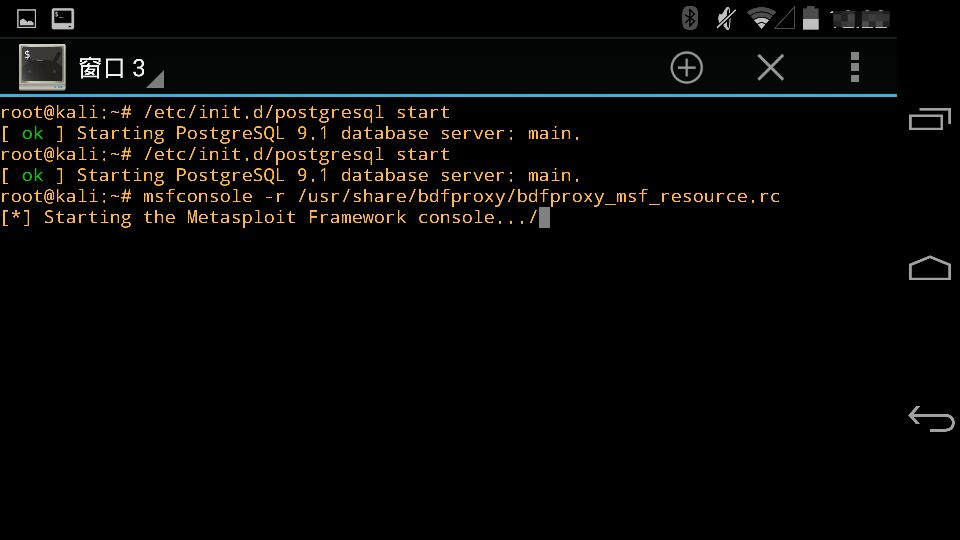 窗口 3
root@kali:~# /etc/init.d/postgresql start
[ ok ] Starting PostgreSQL 9.1 database server: main.
root@kali:~# /etc/init.d/postgresql start
[ ok ] Starting PostgreSQL 9.1 database server: main.
root@kali:~# msfconsole -r /usr/share/bdfproxy/bdfproxy_msf_resource.rc
[*] Starting the Metasploit Framework console.../